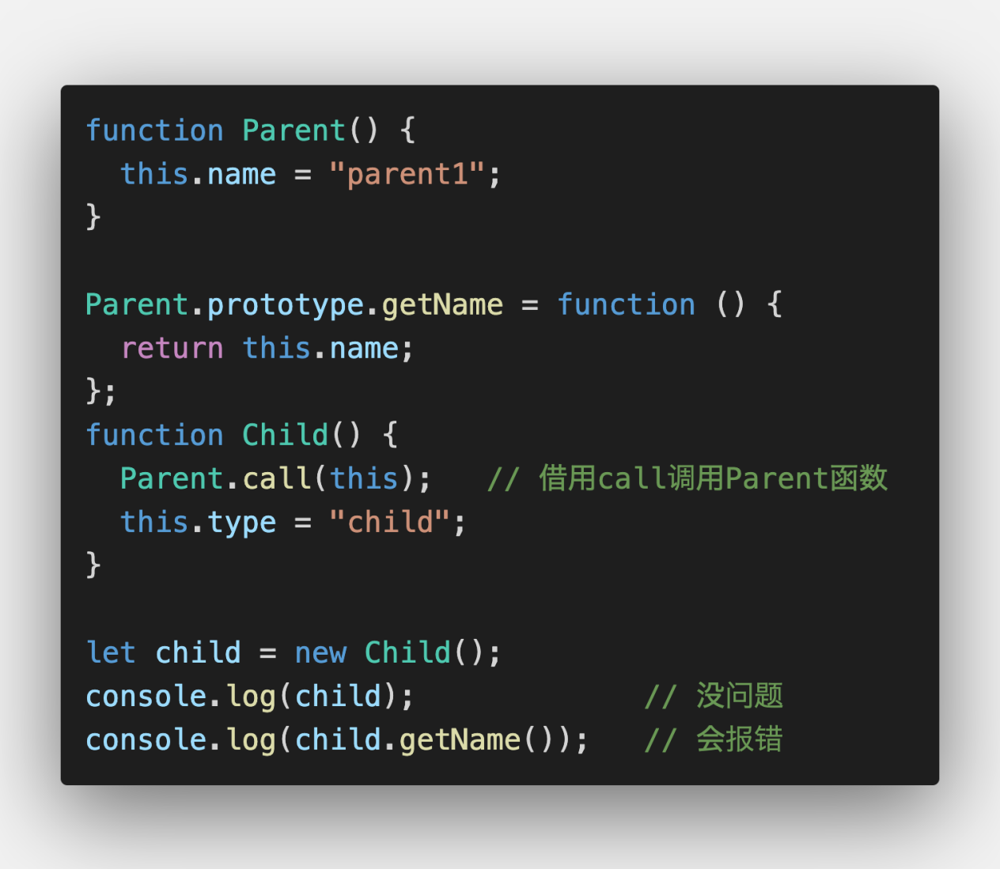 function Parent() {
  this.name = "parent1";
}

Parent.prototype.getName = function () {
  return this.name;
};
function Child() {
  Parent.call(this);   // 借用call调用Parent函数
  this.type = "child";
}

let child = new Child();
console.log(child);             // 没问题
console.log(child.getName());   // 会报错